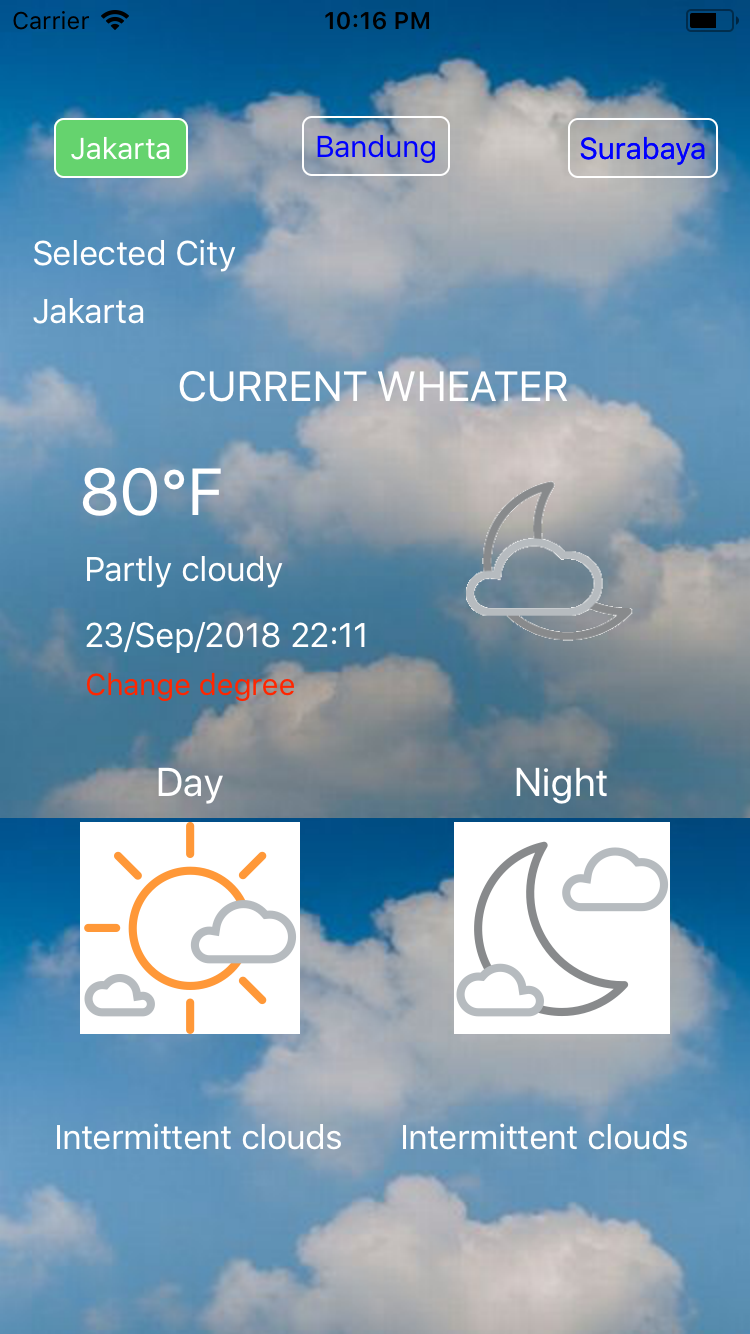 Carrier 10:16 PM
Jakarta Bandung Surabaya
Selected City
Jakarta
CURRENT WHEATER
80°F
Partly cloudy
23/Sep/2018 22:11
Change degree
Day Night
Intermittent clouds Intermittent clouds